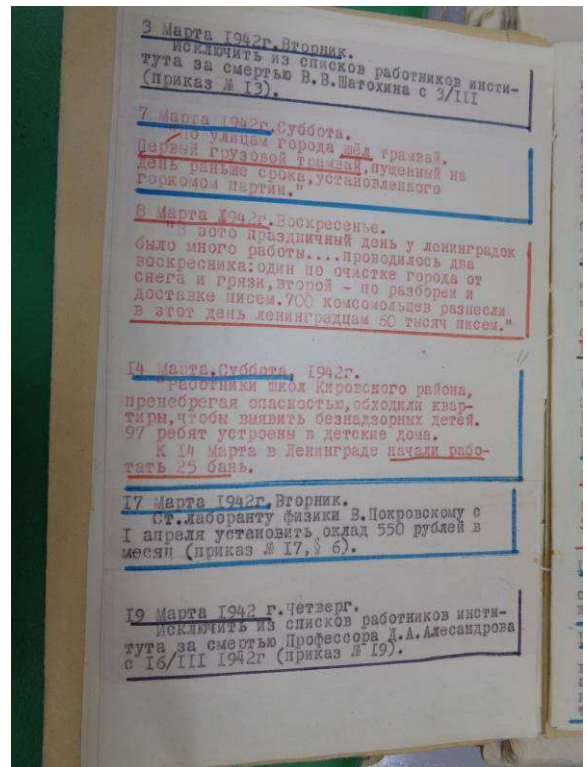 3 Марта 1942г. Вторник.
Исключить из списков работников инсти-
тута за смертью В.В.Шатохина с 3/III
(приказ № 13).
7 Марта 1942г. Суббота.
"По улицам города шёл трамвай.
Первый грузовой трамвай, пущенный на
день раньше срока, установленного
горкомом партии."
8 Марта 1942г. Воскресенье.
"В этот праздничный день у ленинградок
было много работы....проводилось два
воскресника: один по очистке города от
снега и грязи, второй - по разборке и
доставке писем. 700 комсомольцев разнесли
в этот день ленинградцам 60 тысяч писем."
14 Марта, Суббота, 1942г.
"Работники школ Кировского района,
пренебрегая опасностью, обходили квар-
тиры, чтобы выявить безнадзорных детей.
97 ребят устроены в детские дома.
К 14 Марта в Ленинграде начали рабо-
тать 25 бань.
17 Марта 1942г. Вторник.
Ст. лаборанту физики В.Покровскому с
I апреля установить оклад 550 рублей в
месяц (приказ № 17, § 6).
19 Марта 1942 г. Четверг.
Исключить из списков работников инсти-
тута за смертью Профессора Д.А.Алесандрова
с 16/III 1942г (приказ № 19).